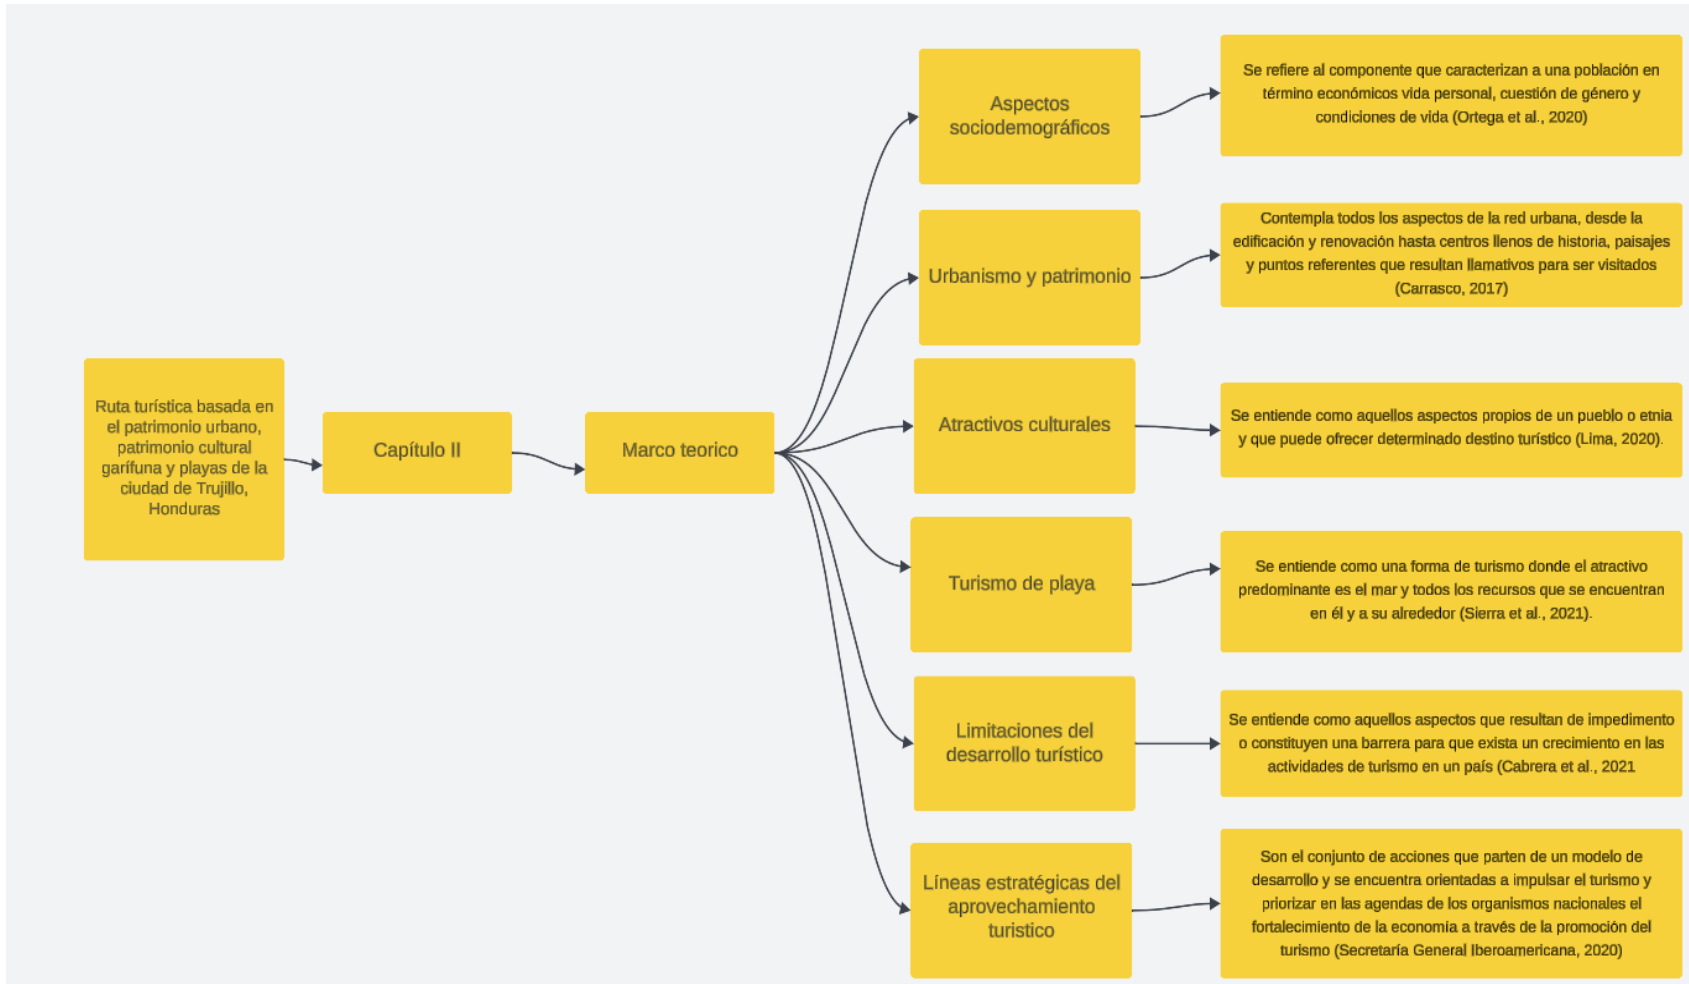 Ruta turística basada en
el patrimonio urbano,
patrimonio cultural
garífuna y playas de la
ciudad de Trujillo,
Honduras
Capítulo II
Marco teorico
Aspectos
sociodemográficos
Se refiere al componente que caracterizan a una población en
término económicos vida personal, cuestión de género y
condiciones de vida (Ortega et al., 2020)
Urbanismo y patrimonio
Contempla todos los aspectos de la red urbana, desde la
edificación y renovación hasta centros llenos de historia, paisajes
y puntos referentes que resultan llamativos para ser visitados
(Carrasco, 2017)
Atractivos culturales
Se entiende como aquellos aspectos propios de un pueblo o etnia
y que puede ofrecer determinado destino turístico (Lima, 2020).
Turismo de playa
Se entiende como una forma de turismo donde el atractivo
predominante es el mar y todos los recursos que se encuentran
en él y a su alrededor (Sierra et al., 2021).
Limitaciones del
desarrollo turístico
Se entiende como aquellos aspectos que resultan de impedimento
o constituyen una barrera para que exista un crecimiento en las
actividades de turismo en un país (Cabrera et al., 2021
Líneas estratégicas del
aprovechamiento
turistico
Son el conjunto de acciones que parten de un modelo de
desarrollo y se encuentra orientadas a impulsar el turismo y
priorizar en las agendas de los organismos nacionales el
fortalecimiento de la economía a través de la promoción del
turismo (Secretaría General Iberoamericana, 2020)